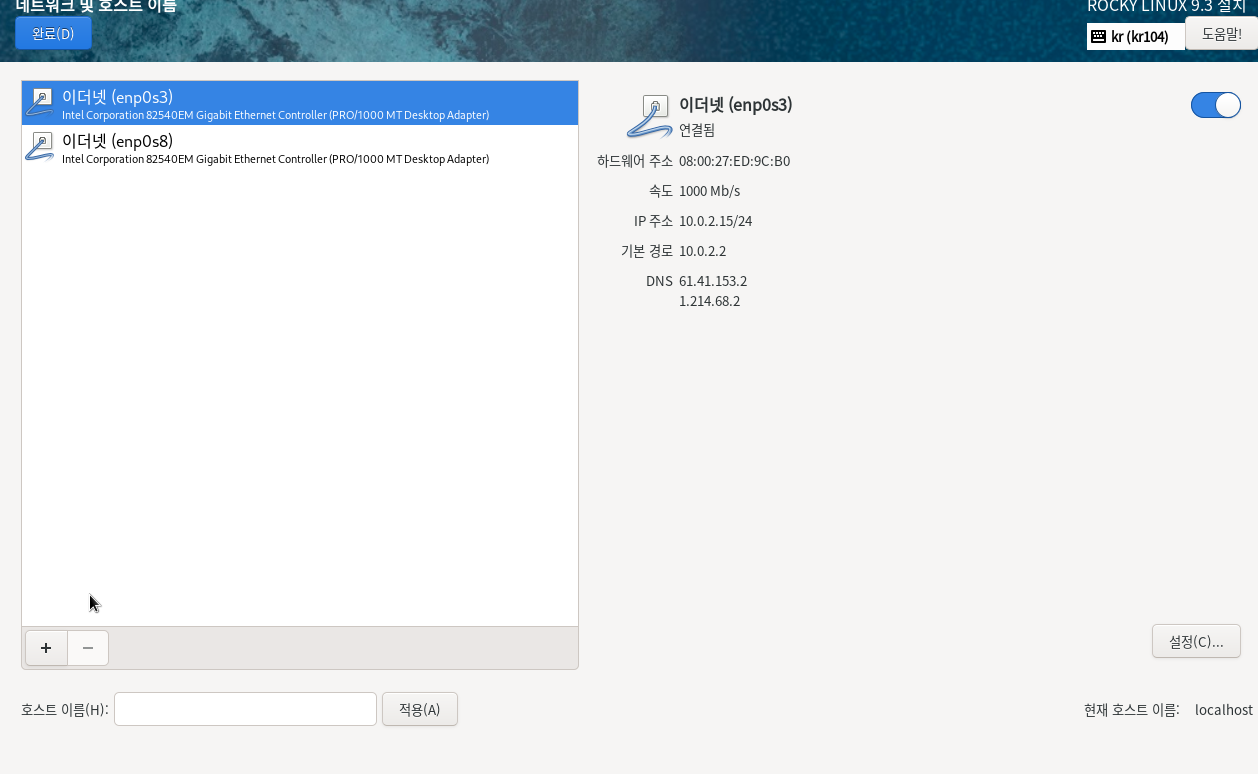 네트워크 및 호스트 이름
ROCKY LINUX 9.3 설치
완료(D)
kr (kr104)
도움말!
이더넷 (enp0s3)
Intel Corporation 82540EM Gigabit Ethernet Controller (PRO/1000 MT Desktop Adapter)
이더넷 (enp0s8)
Intel Corporation 82540EM Gigabit Ethernet Controller (PRO/1000 MT Desktop Adapter)
이더넷 (enp0s3)
연결됨
하드웨어 주소 08:00:27:ED:9C:B0
속도 1000 Mb/s
IP 주소 10.0.2.15/24
기본 경로 10.0.2.2
DNS 61.41.153.2
1.214.68.2
+ −
설정(C)...
호스트 이름(H):
적용(A)
현재 호스트 이름: localhost